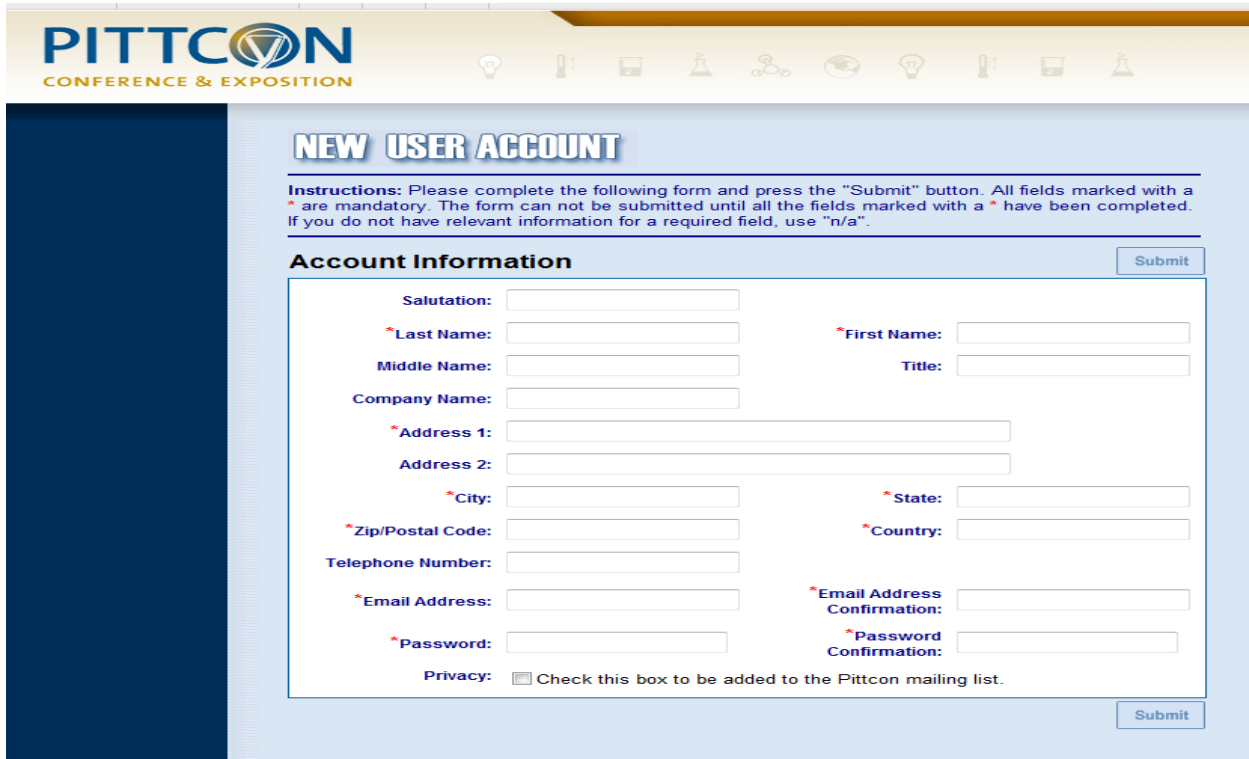 PITTCON
CONFERENCE & EXPOSITION
NEW USER ACCOUNT
Instructions: Please complete the following form and press the "Submit" button. All fields marked with a
* are mandatory. The form can not be submitted until all the fields marked with a * have been completed.
If you do not have relevant information for a required field, use "n/a".
Account Information Submit
Salutation:
*Last Name: *First Name:
Middle Name: Title:
Company Name:
*Address 1:
Address 2:
*City: *State:
*Zip/Postal Code: *Country:
Telephone Number:
*Email Address: *Email Address
Confirmation:
*Password: *Password
Confirmation:
Privacy: Check this box to be added to the Pittcon mailing list.
Submit